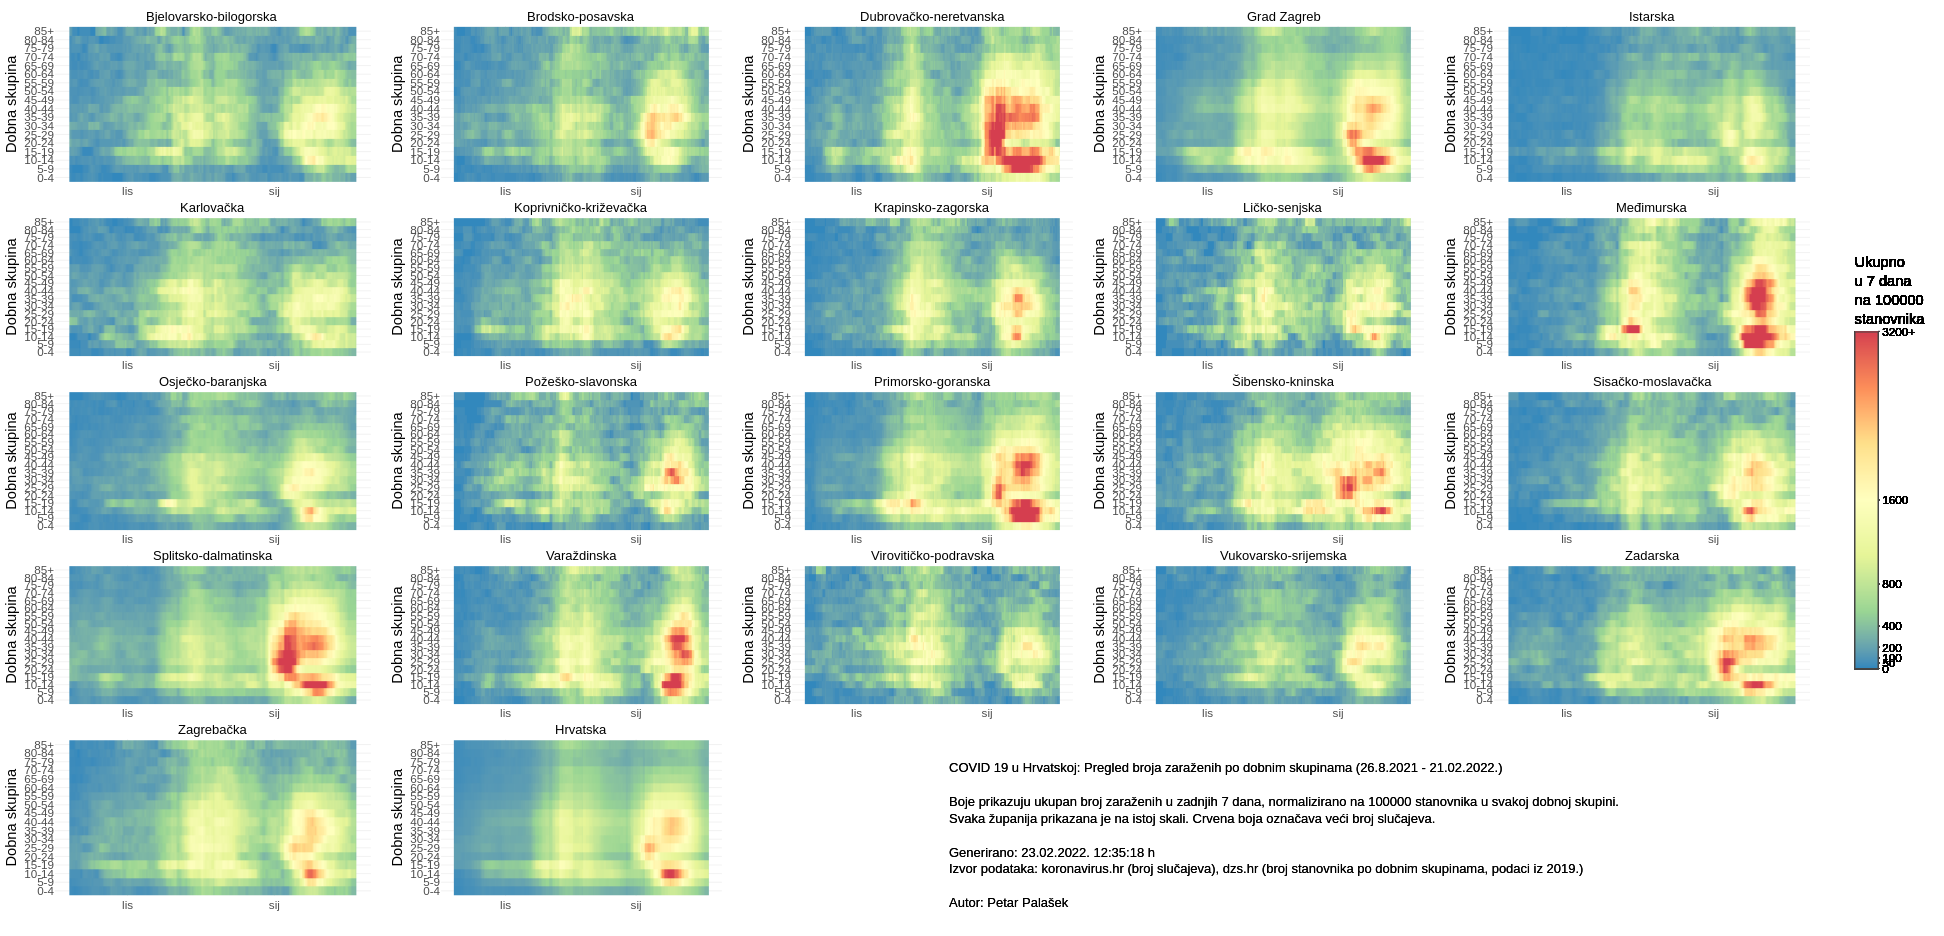 Bjelovarsko-bilogorska
Brodsko-posavska
Dubrovačko-neretvanska
Grad Zagreb
Istarska
Dobna skupina
85+
80-84
75-79
70-74
65-69
60-64
55-59
50-54
45-49
40-44
35-39
30-34
25-29
20-24
15-19
10-14
5-9
0-4
lis
sij
Karlovačka
Koprivničko-križevačka
Krapinsko-zagorska
Ličko-senjska
Međimurska
Osječko-baranjska
Požeško-slavonska
Primorsko-goranska
Šibensko-kninska
Sisačko-moslavačka
Splitsko-dalmatinska
Varaždinska
Virovitičko-podravska
Vukovarsko-srijemska
Zadarska
Zagrebačka
Hrvatska
Ukupno
u 7 dana
na 100000
stanovnika
3200+
1600
800
400
200
100
50
0
COVID 19 u Hrvatskoj: Pregled broja zaraženih po dobnim skupinama (26.8.2021 - 21.02.2022.)
Boje prikazuju ukupan broj zaraženih u zadnjih 7 dana, normalizirano na 100000 stanovnika u svakoj dobnoj skupini.
Svaka županija prikazana je na istoj skali. Crvena boja označava veći broj slučajeva.
Generirano: 23.02.2022. 12:35:18 h
Izvor podataka: koronavirus.hr (broj slučajeva), dzs.hr (broj stanovnika po dobnim skupinama, podaci iz 2019.)
Autor: Petar Palašek